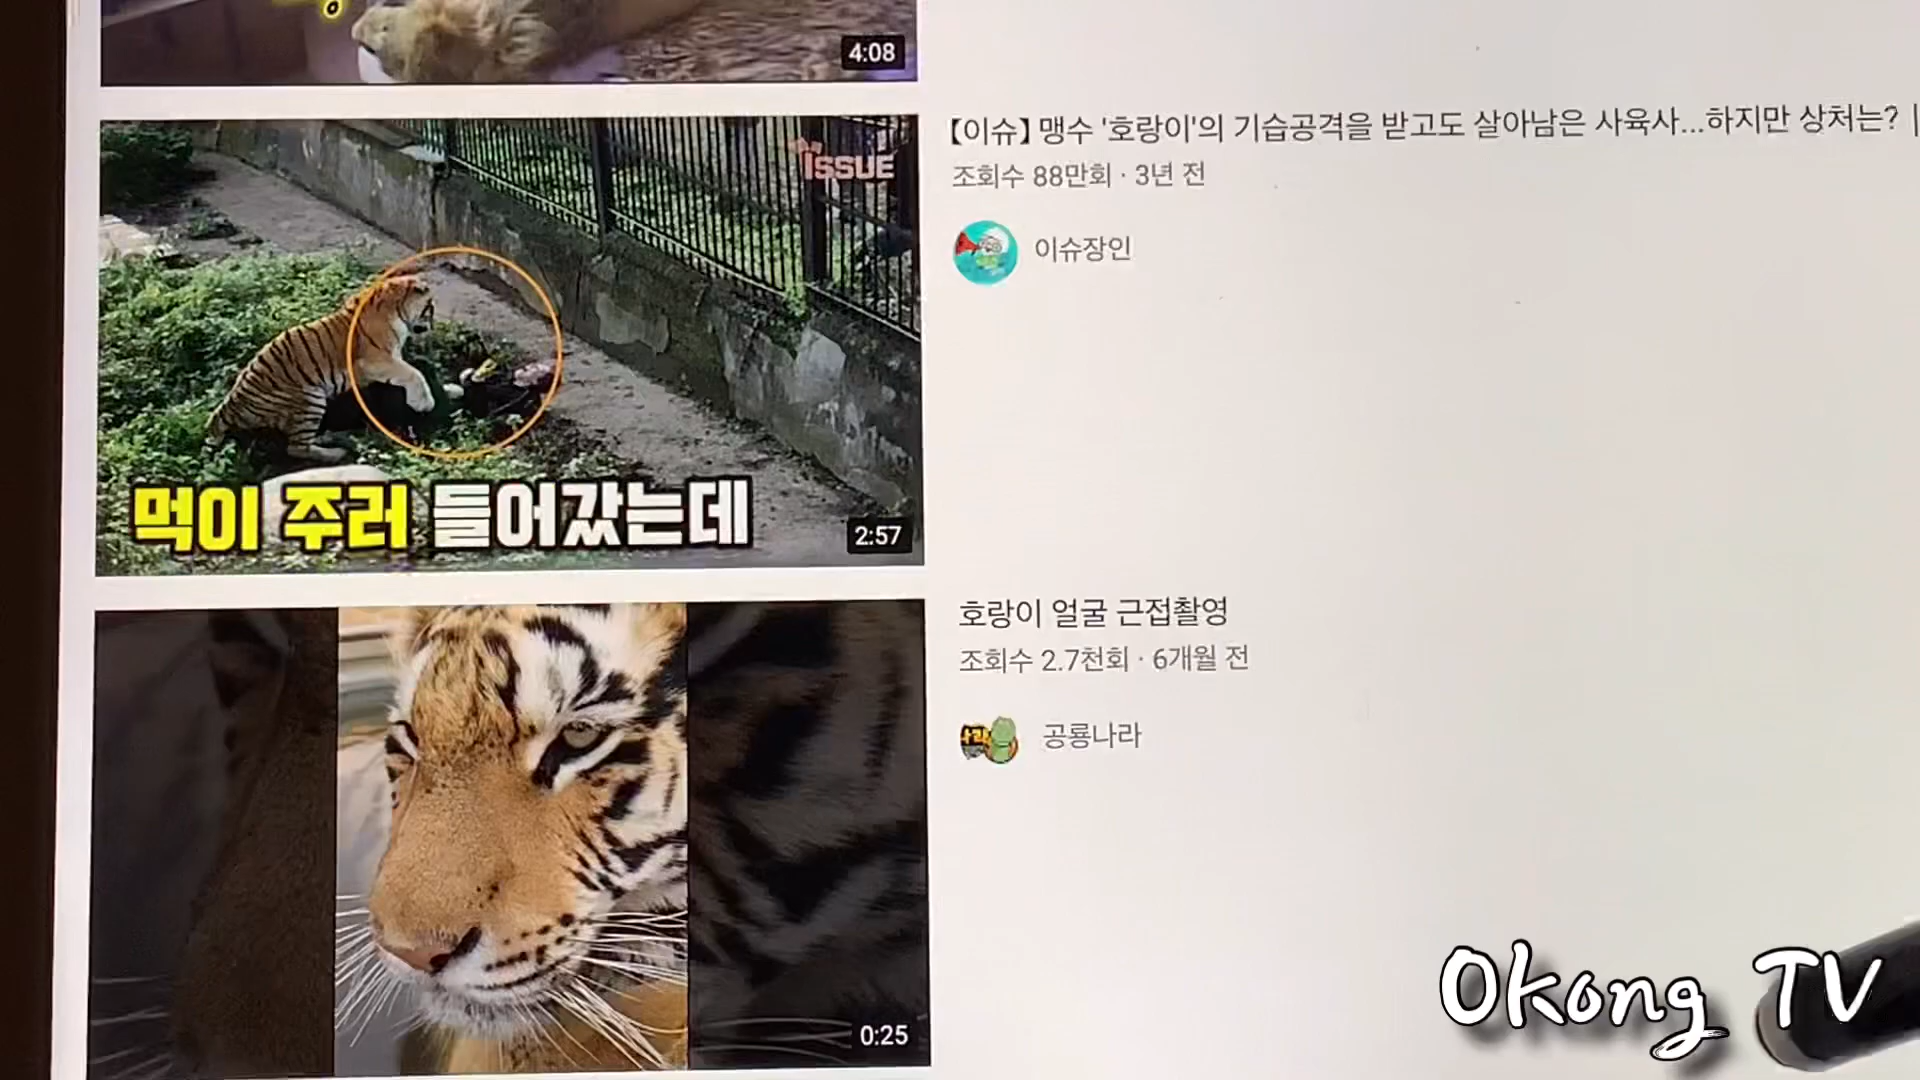 4:08
ISSUE
먹이 주러 들어갔는데
2:57
【이슈】 맹수 '호랑이'의 기습공격을 받고도 살아남은 사육사...하지만 상처는? |
조회수 88만회 · 3년 전
이슈장인
0:25
호랑이 얼굴 근접촬영
조회수 2.7천회 · 6개월 전
공룡나라
Okong TV